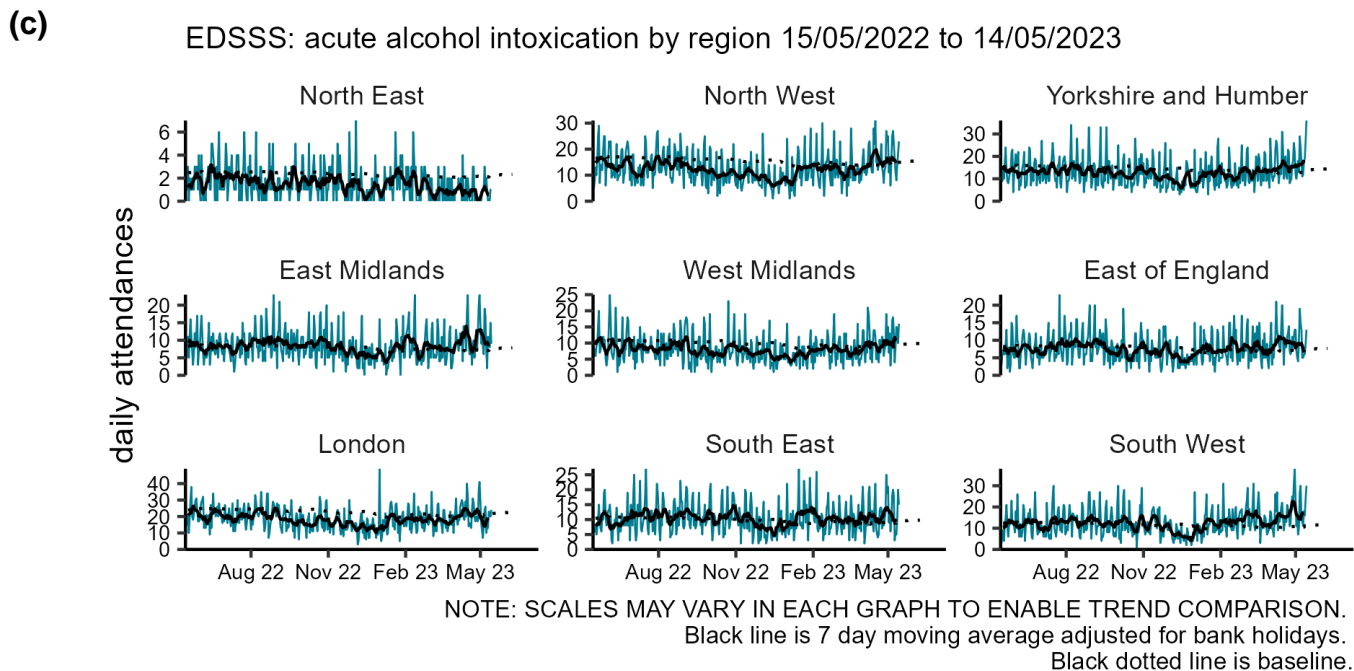 (c)
EDSSS: acute alcohol intoxication by region 15/05/2022 to 14/05/2023
North East
North West
Yorkshire and Humber
6
4
2
0
30
20
10
0
30
20
10
0
daily attendances
East Midlands
West Midlands
East of England
20
15
10
5
0
25
20
15
10
5
0
20
15
10
5
0
London
South East
South West
40
30
20
10
0
25
20
15
10
5
0
30
20
10
0
Aug 22 Nov 22 Feb 23 May 23
Aug 22 Nov 22 Feb 23 May 23
Aug 22 Nov 22 Feb 23 May 23
NOTE: SCALES MAY VARY IN EACH GRAPH TO ENABLE TREND COMPARISON.
Black line is 7 day moving average adjusted for bank holidays.
Black dotted line is baseline.